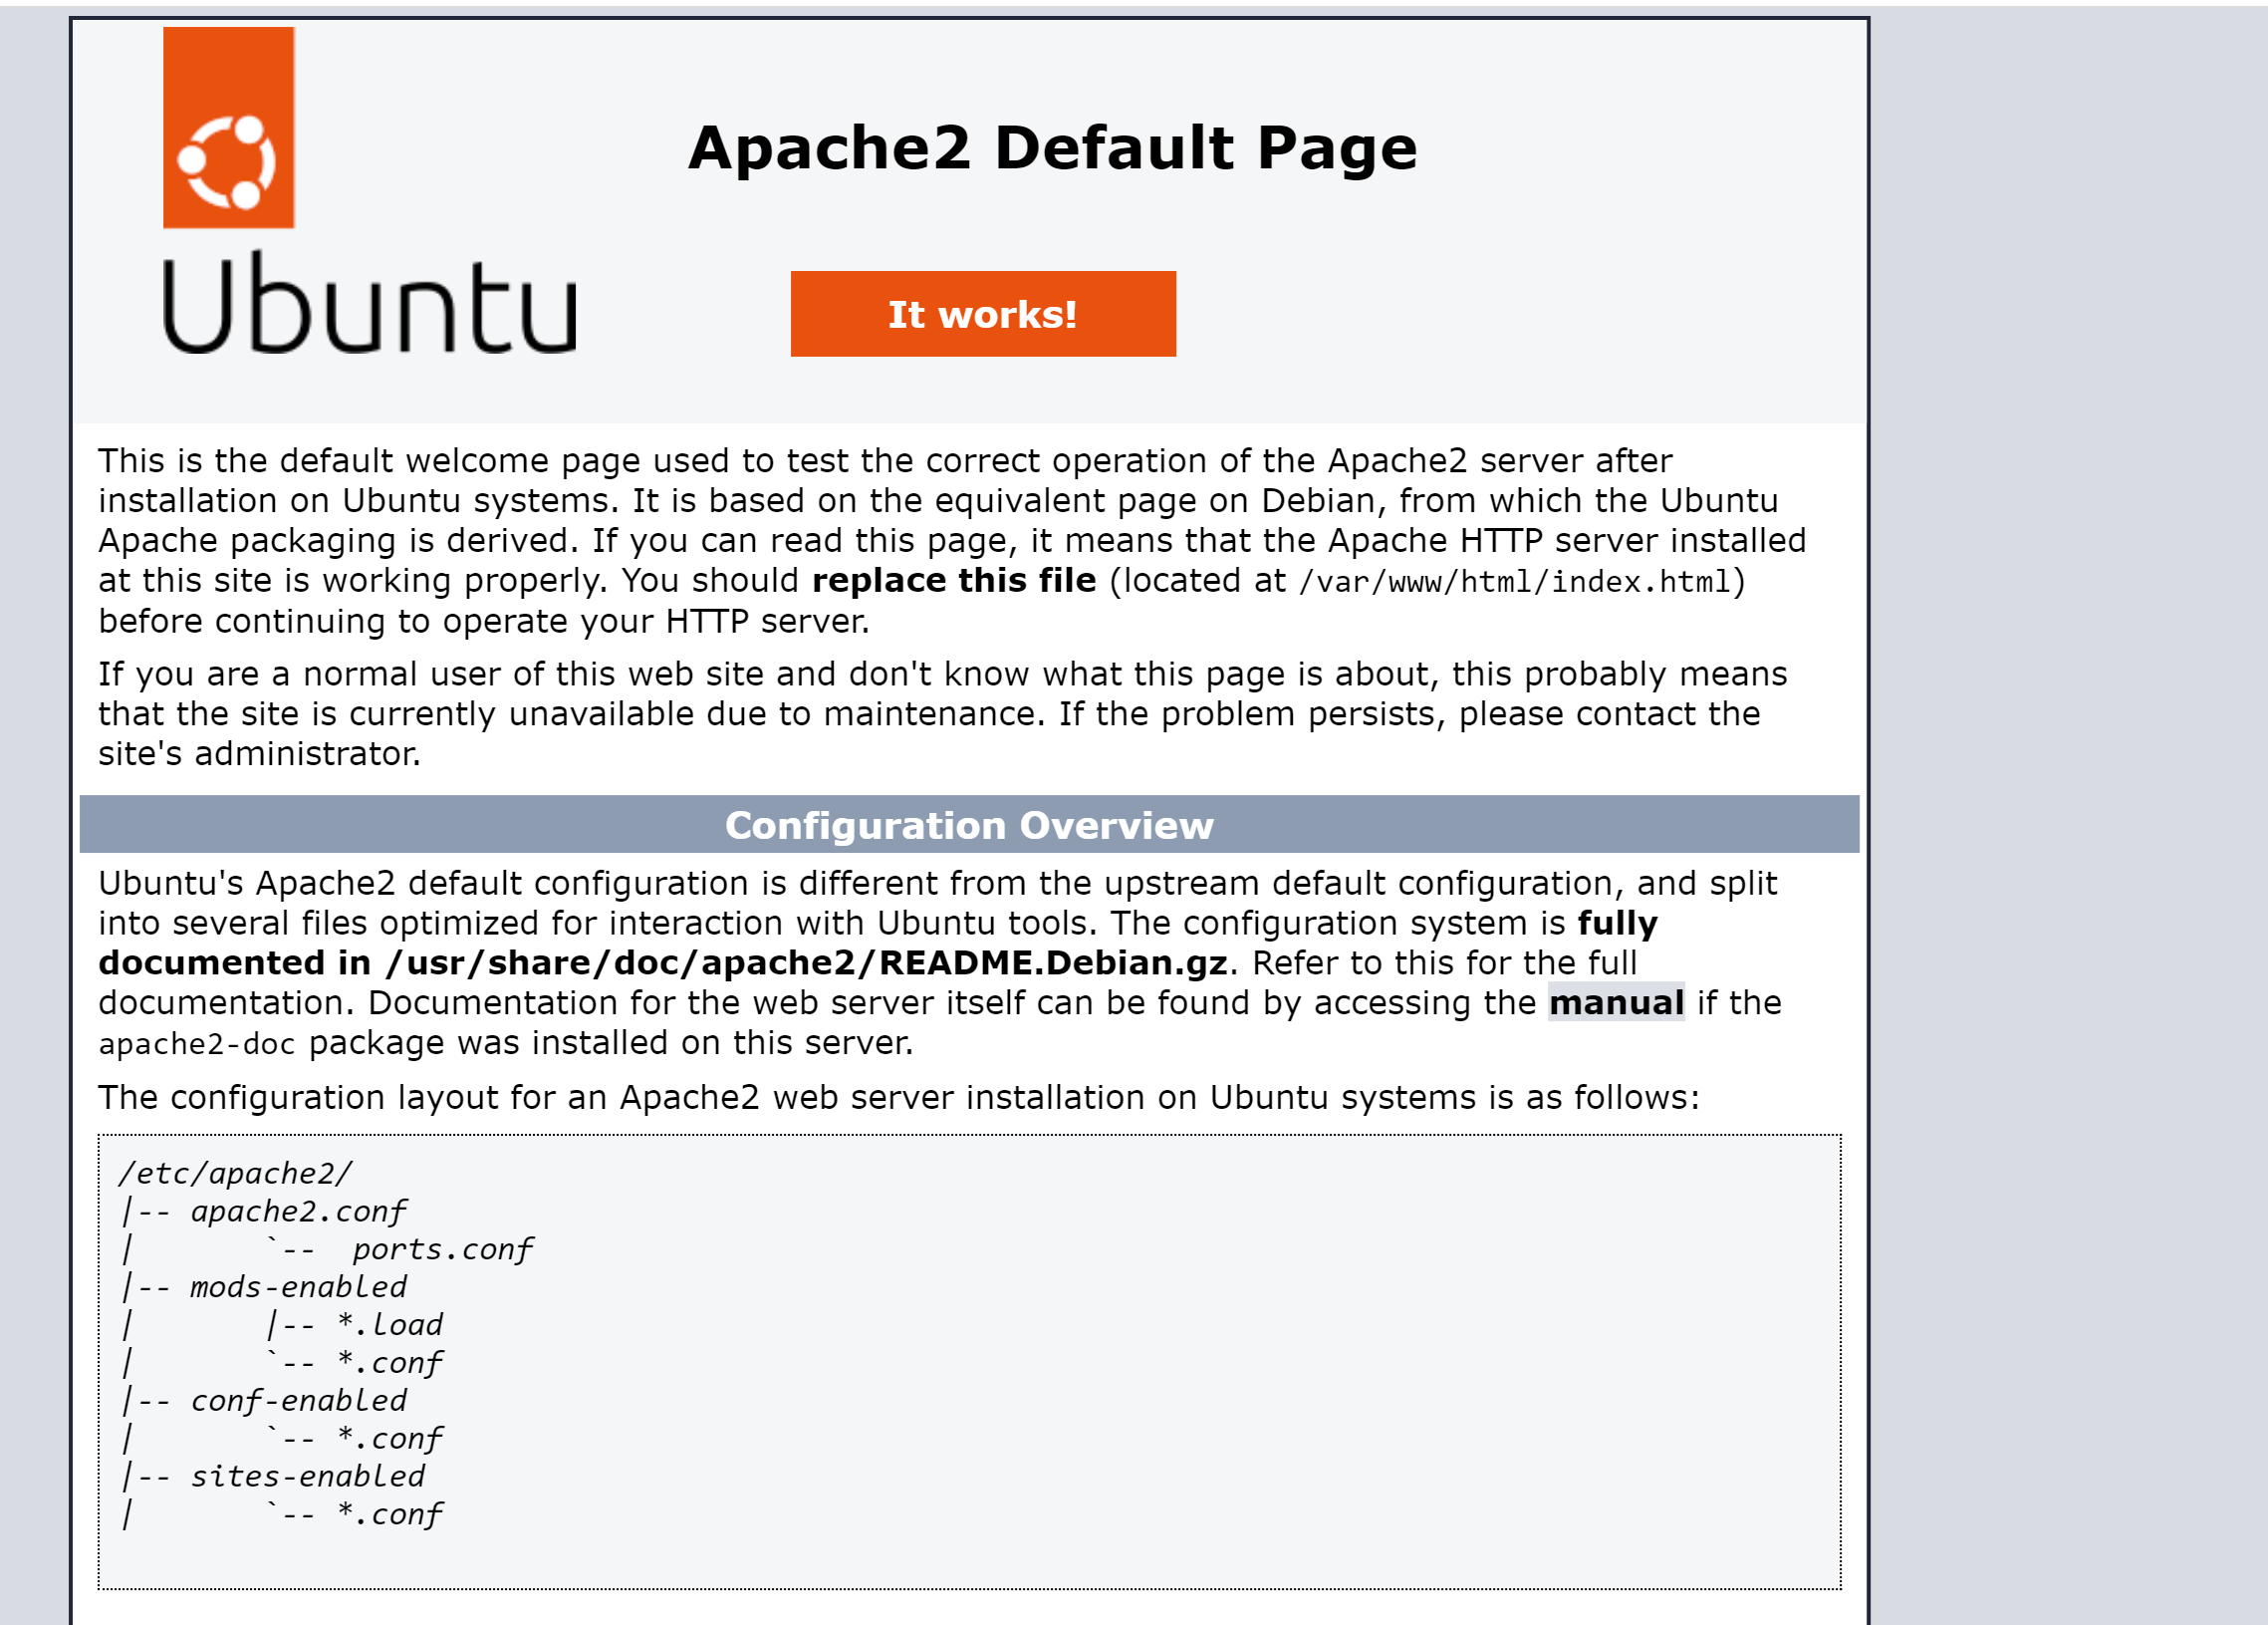 Ubuntu
Apache2 Default Page
It works!
This is the default welcome page used to test the correct operation of the Apache2 server after
installation on Ubuntu systems. It is based on the equivalent page on Debian, from which the Ubuntu
Apache packaging is derived. If you can read this page, it means that the Apache HTTP server installed
at this site is working properly. You should replace this file (located at /var/www/html/index.html)
before continuing to operate your HTTP server.
If you are a normal user of this web site and don't know what this page is about, this probably means
that the site is currently unavailable due to maintenance. If the problem persists, please contact the
site's administrator.
Configuration Overview
Ubuntu's Apache2 default configuration is different from the upstream default configuration, and split
into several files optimized for interaction with Ubuntu tools. The configuration system is fully
documented in /usr/share/doc/apache2/README.Debian.gz. Refer to this for the full
documentation. Documentation for the web server itself can be found by accessing the manual if the
apache2-doc package was installed on this server.
The configuration layout for an Apache2 web server installation on Ubuntu systems is as follows:
/etc/apache2/
|-- apache2.conf
|       `--  ports.conf
|-- mods-enabled
|       |-- *.load
|       `-- *.conf
|-- conf-enabled
|       `-- *.conf
|-- sites-enabled
|       `-- *.conf